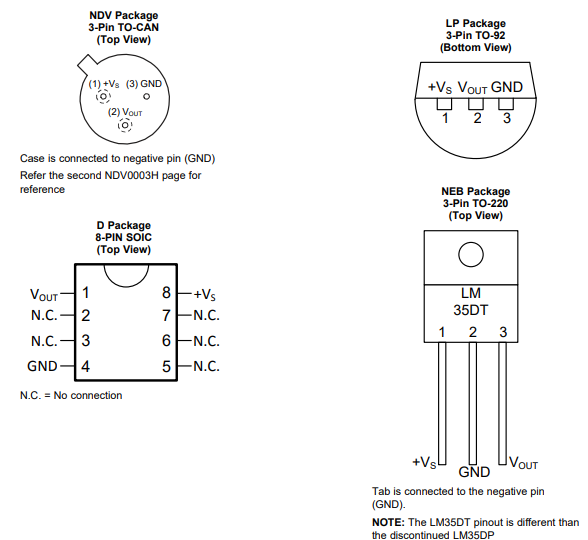 NDV Package
3-Pin TO-CAN
(Top View)
(1) +VS (3) GND
(2) VOUT
Case is connected to negative pin (GND)
Refer the second NDV0003H page for
reference
D Package
8-PIN SOIC
(Top View)
VOUT 1 8 +VS
N.C. 2 7 N.C.
N.C. 3 6 N.C.
GND 4 5 N.C.
N.C. = No connection
LP Package
3-Pin TO-92
(Bottom View)
+VS VOUT GND
1 2 3
NEB Package
3-Pin TO-220
(Top View)
LM
35DT
1 2 3
+VS GND VOUT
Tab is connected to the negative pin
(GND).
NOTE: The LM35DT pinout is different than
the discontinued LM35DP